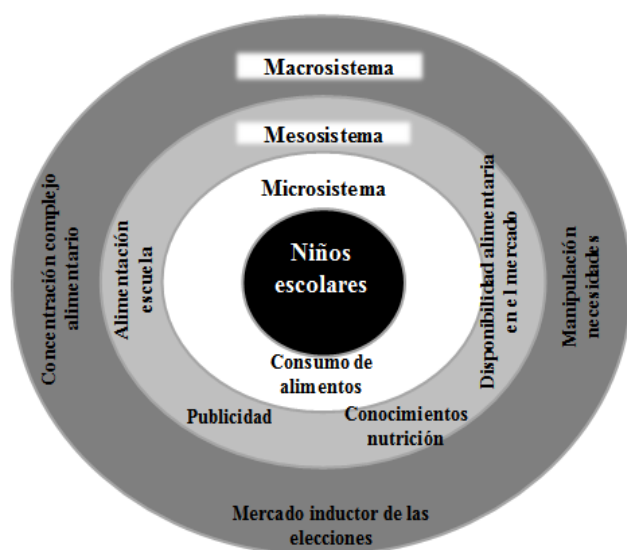 Macrosistema
Mesosistema
Microsistema
Niños
escolares
Consumo de
alimentos
Concentración complejo
alimentario
Alimentación
escuela
Disponibilidad alimentaria
en el mercado
Manipulación
necesidades
Publicidad
Conocimientos
nutrición
Mercado inductor de las
elecciones